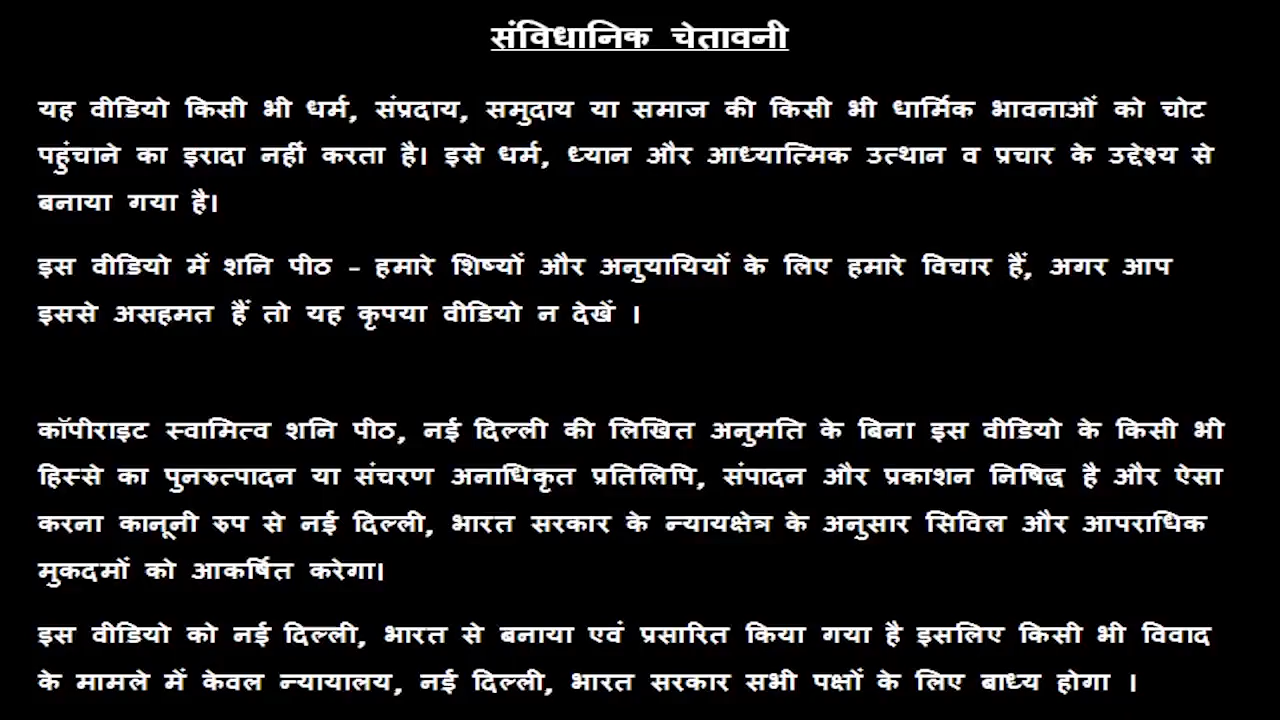 संविधानिक चेतावनी
यह वीडियो किसी भी धर्म, संप्रदाय, समुदाय या समाज की किसी भी धार्मिक भावनाओं को चोट
पहुंचाने का इरादा नहीं करता है। इसे धर्म, ध्यान और आध्यात्मिक उत्थान व प्रचार के उद्देश्य से
बनाया गया है।
इस वीडियो में शनि पीठ – हमारे शिष्यों और अनुयायियों के लिए हमारे विचार हैं, अगर आप
इससे असहमत हैं तो यह कृपया वीडियो न देखें ।
कॉपीराइट स्वामित्व शनि पीठ, नई दिल्ली की लिखित अनुमति के बिना इस वीडियो के किसी भी
हिस्से का पुनरुत्पादन या संचरण अनाधिकृत प्रतिलिपि, संपादन और प्रकाशन निषिद्ध है और ऐसा
करना कानूनी रुप से नई दिल्ली, भारत सरकार के न्यायक्षेत्र के अनुसार सिविल और आपराधिक
मुकदमों को आकर्षित करेगा।
इस वीडियो को नई दिल्ली, भारत से बनाया एवं प्रसारित किया गया है इसलिए किसी भी विवाद
के मामले में केवल न्यायालय, नई दिल्ली, भारत सरकार सभी पक्षों के लिए बाध्य होगा ।